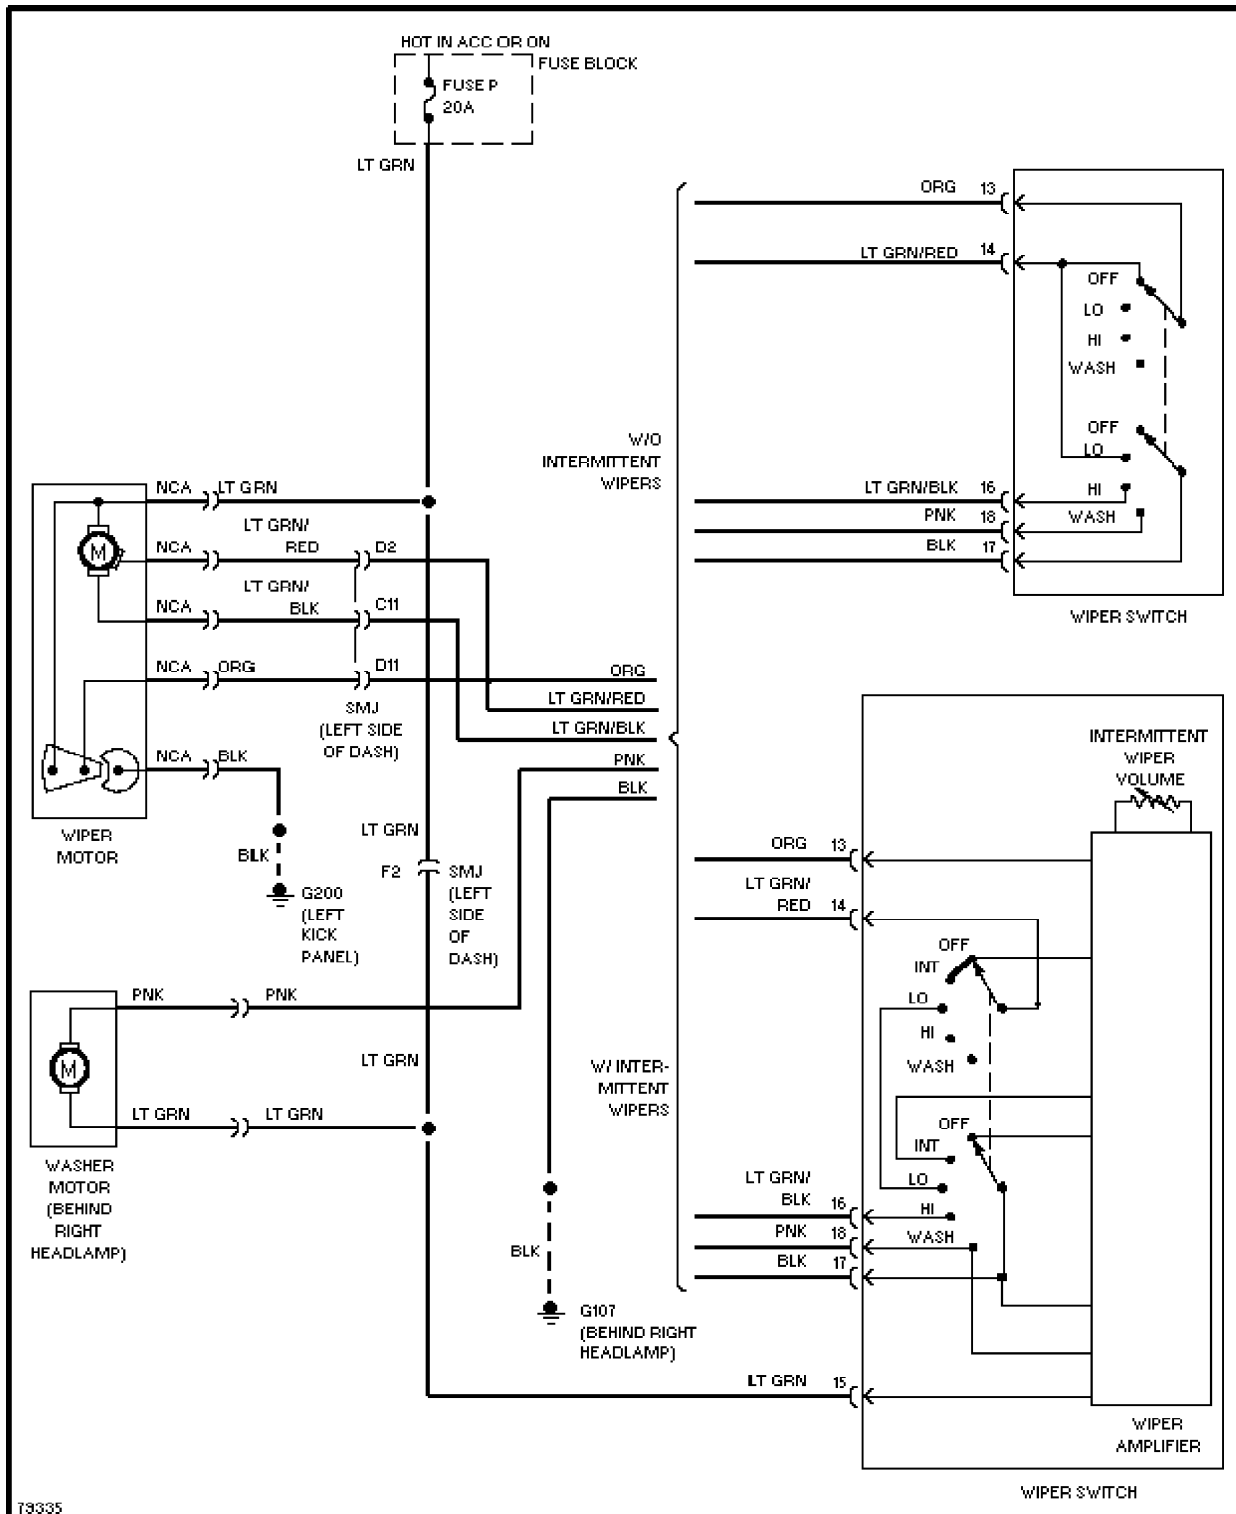 HOT IN ACC OR ON
FUSE BLOCK
FUSE P
20A
LT GRN
ORG 13
LT GRN/RED 14
OFF
LO
HI
WASH
OFF
LO
HI
WASH
W/O
INTERMITTENT
WIPERS
LT GRN/BLK 16
PNK 18
BLK 17
WIPER SWITCH
NCA LT GRN
LT GRN/
RED
NCA D2
LT GRN/
BLK
NCA C11
NCA ORG D11
SMJ
(LEFT SIDE
OF DASH)
NCA BLK
WIPER
MOTOR
M
ORG
LT GRN/RED
LT GRN/BLK
PNK
BLK
BLK
G200
(LEFT
KICK
PANEL)
LT GRN
F2
SMJ
(LEFT
SIDE
OF
DASH)
INTERMITTENT
WIPER
VOLUME
ORG 13
LT GRN/
RED 14
OFF
INT
LO
HI
WASH
OFF
INT
LO
HI
WASH
PNK PNK
M
LT GRN
LT GRN LT GRN
WASHER
MOTOR
(BEHIND
RIGHT
HEADLAMP)
W/ INTER-
MITTENT
WIPERS
LT GRN/
BLK 16
PNK 18
BLK 17
BLK
G107
(BEHIND RIGHT
HEADLAMP)
LT GRN 15
WIPER
AMPLIFIER
WIPER SWITCH
79335